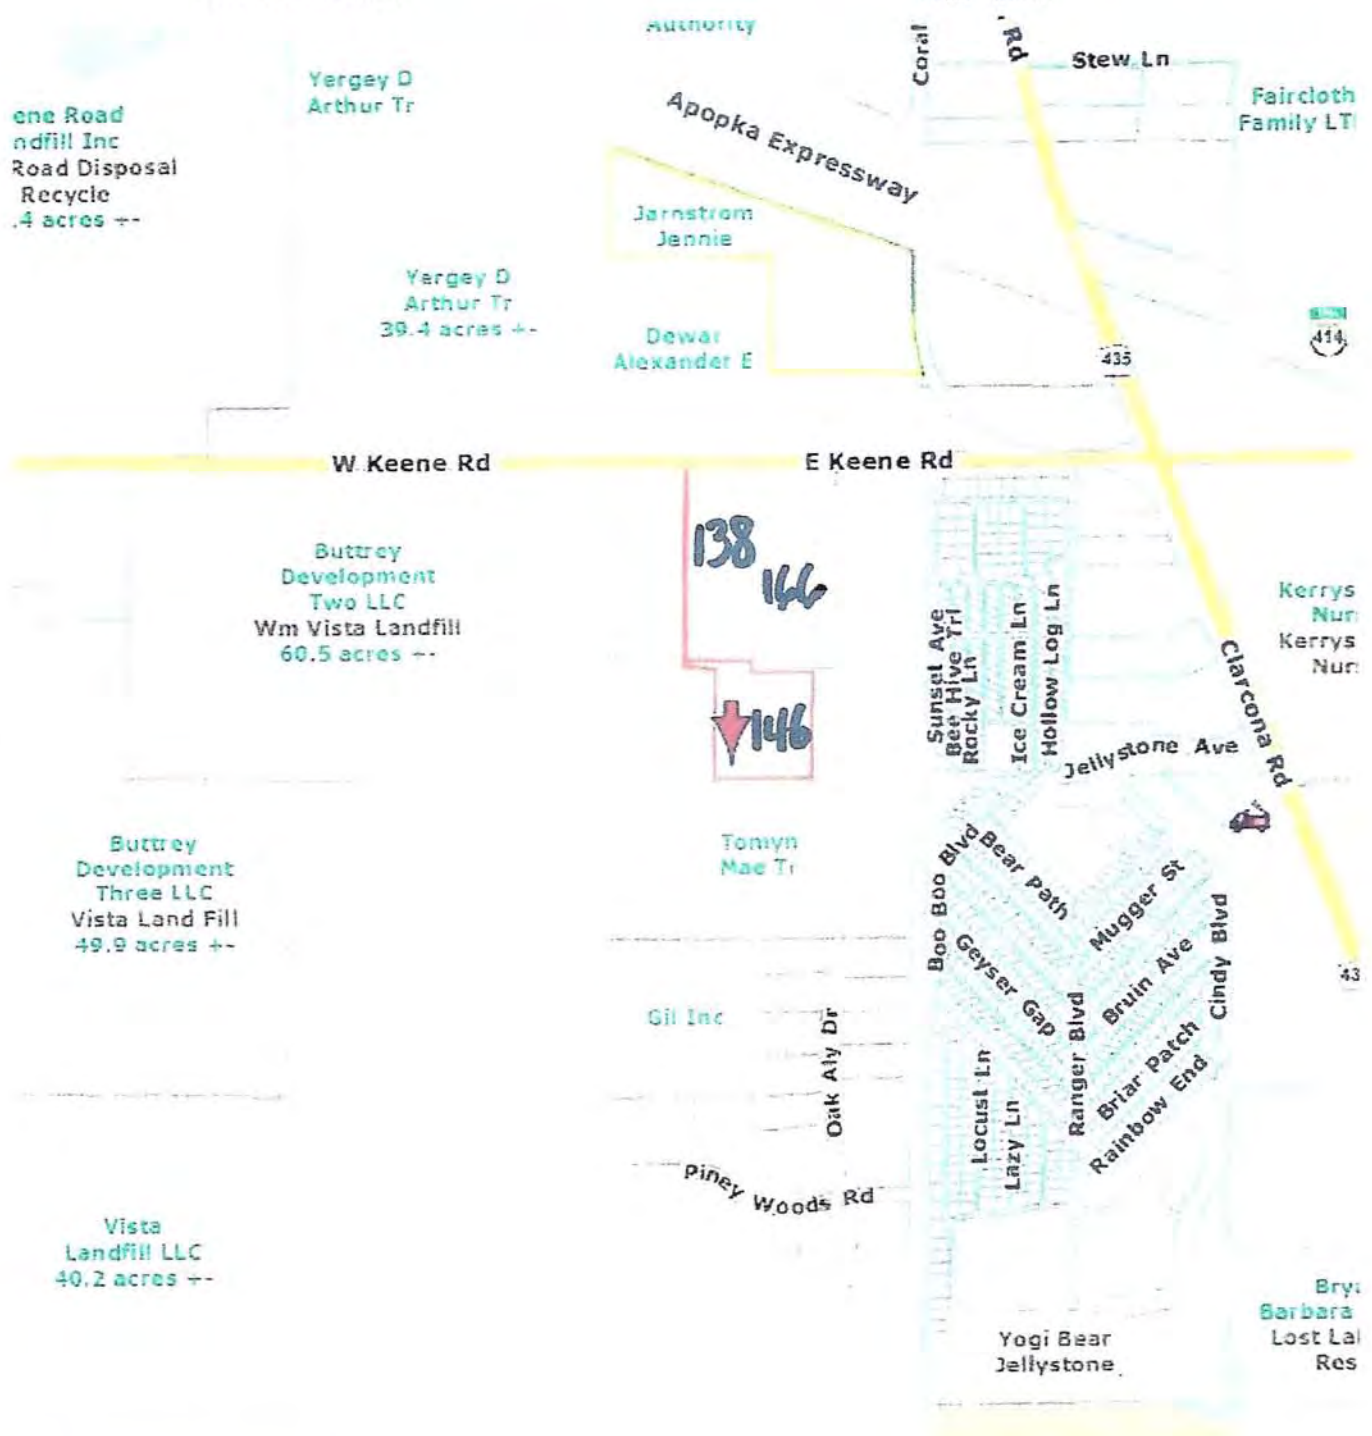 Authority
Coral
Rd
Stew Ln
Yergey D
Arthur Tr
ene Road
ndfill Inc
Road Disposal
Recycle
.4 acres +-
Apopka Expressway
Faircloth
Family LT
Jarnstrom
Jennie
Yergey D
Arthur Tr
39.4 acres +-
Dewar
Alexander E
435
414
W Keene Rd
E Keene Rd
138
166
Buttrey
Development
Two LLC
Wm Vista Landfill
60.5 acres +-
Sunset Ave
Bee Hive Trl
Rocky Ln
Ice Cream Ln
Hollow Log Ln
Kerrys
Nur
Kerrys
Nur
Clarcona Rd
146
Jellystone Ave
Buttrey
Development
Three LLC
Vista Land Fill
49.9 acres +-
Tomyn
Mae Tr
Boo Boo Blvd
Bear Path
Mugger St
Geyser Gap
Bruin Ave
Cindy Blvd
43
Gil Inc
Oak Aly Dr
Ranger Blvd
Briar Patch
Rainbow End
Locust Ln
Lazy Ln
Piney Woods Rd
Vista
Landfill LLC
40.2 acres +-
Yogi Bear
Jellystone
Bry
Barbara
Lost Lal
Res